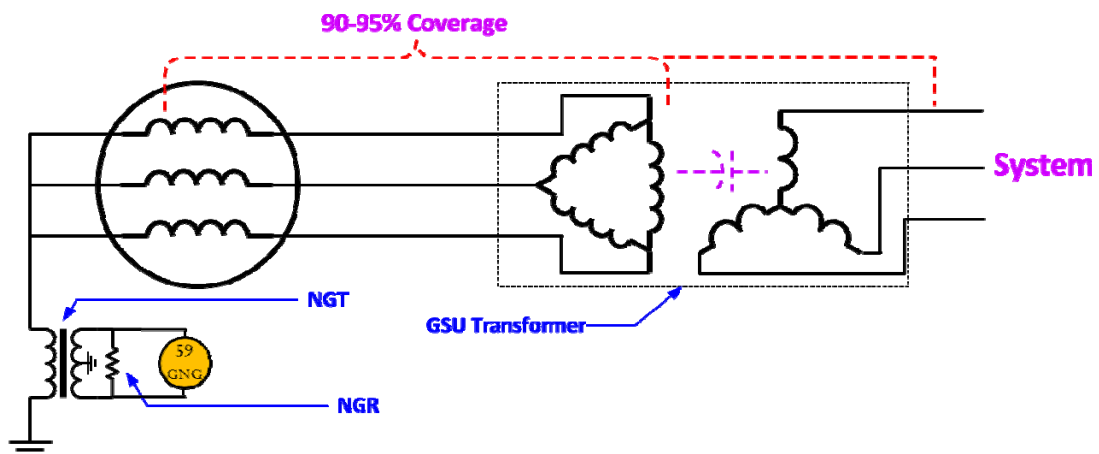 90-95% Coverage
System
NGT
GSU Transformer
59
GNG
NGR